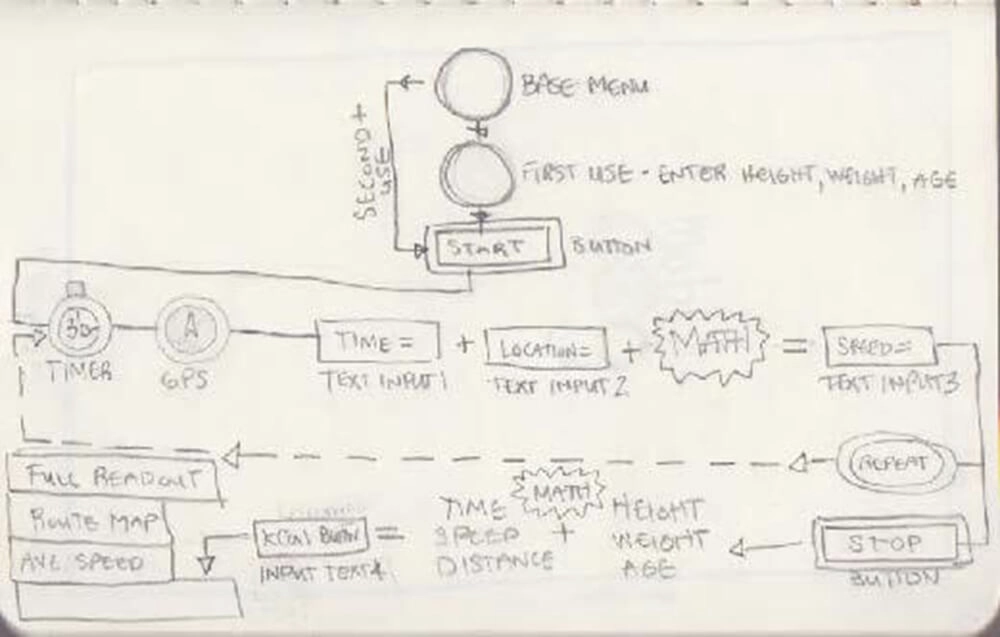 BASE MENU
SECOND +
USE
FIRST USE - ENTER HEIGHT, WEIGHT, AGE
START
BUTTON
30
TIMER
A
GPS
TIME =
TEXT INPUT 1
+
LOCATION=
TEXT INPUT 2
+
MATH
=
SPEED=
TEXT INPUT 3
REPEAT
FULL READOUT
ROUTE MAP
AVE SPEED
BUTTON
=
INPUT TEXT 4
TIME
SPEED
DISTANCE
MATH
+
HEIGHT
WEIGHT
AGE
STOP
BUTTON